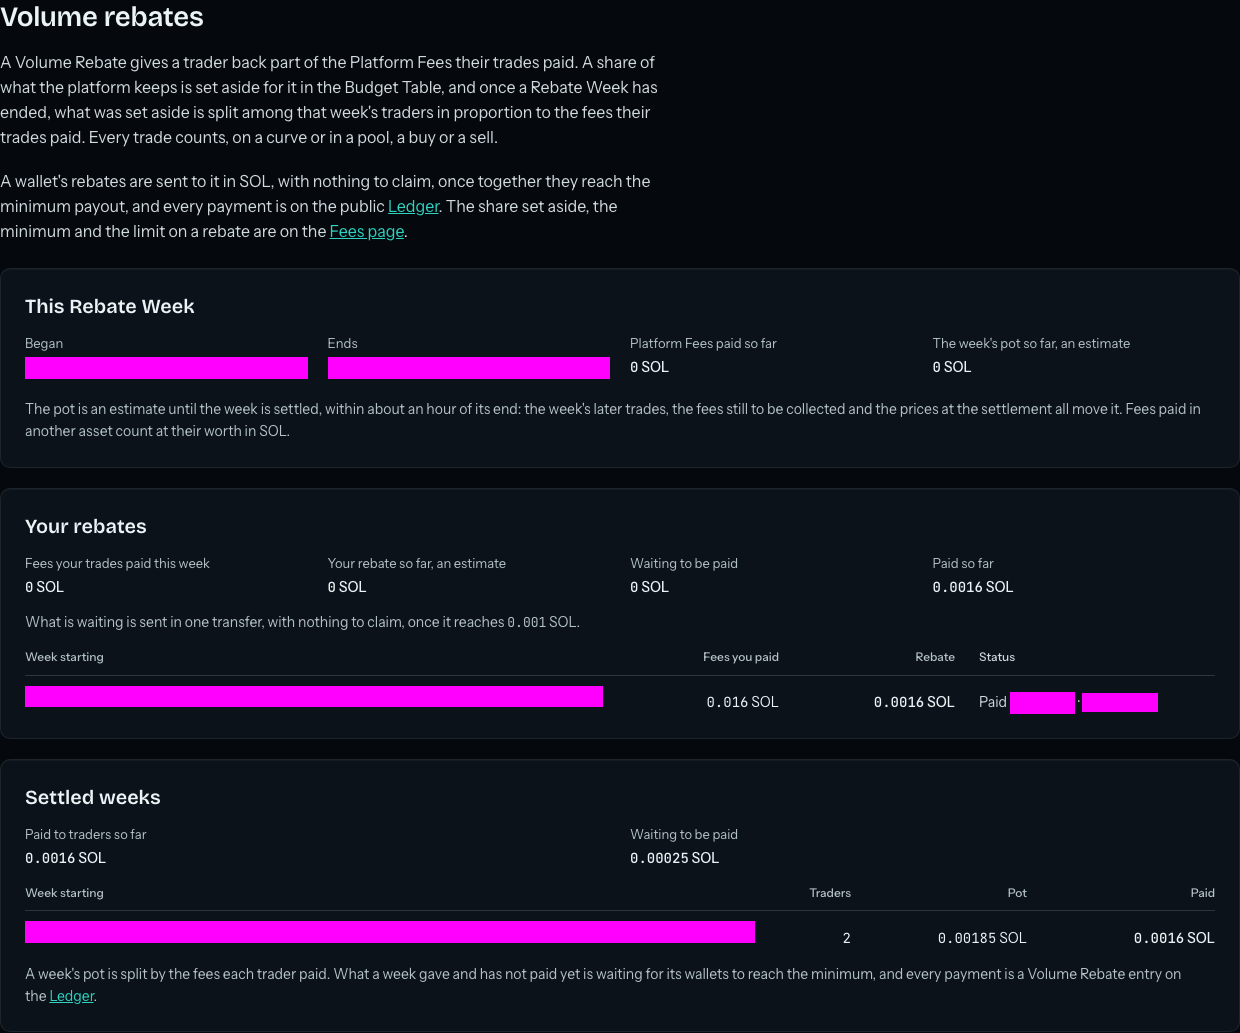 Volume rebates
A Volume Rebate gives a trader back part of the Platform Fees their trades paid. A share of
what the platform keeps is set aside for it in the Budget Table, and once a Rebate Week has
ended, what was set aside is split among that week's traders in proportion to the fees their
trades paid. Every trade counts, on a curve or in a pool, a buy or a sell.
A wallet's rebates are sent to it in SOL, with nothing to claim, once together they reach the
minimum payout, and every payment is on the public Ledger. The share set aside, the
minimum and the limit on a rebate are on the Fees page.
This Rebate Week
Began Ends Platform Fees paid so far The week's pot so far, an estimate
0 SOL 0 SOL
The pot is an estimate until the week is settled, within about an hour of its end: the week's later trades, the fees still to be collected and the prices at the settlement all move it. Fees paid in
another asset count at their worth in SOL.
Your rebates
Fees your trades paid this week Your rebate so far, an estimate Waiting to be paid Paid so far
0 SOL 0 SOL 0 SOL 0.0016 SOL
What is waiting is sent in one transfer, with nothing to claim, once it reaches 0.001 SOL.
Week starting Fees you paid Rebate Status
0.016 SOL 0.0016 SOL Paid ·
Settled weeks
Paid to traders so far Waiting to be paid
0.0016 SOL 0.00025 SOL
Week starting Traders Pot Paid
2 0.00185 SOL 0.0016 SOL
A week's pot is split by the fees each trader paid. What a week gave and has not paid yet is waiting for its wallets to reach the minimum, and every payment is a Volume Rebate entry on
the Ledger.